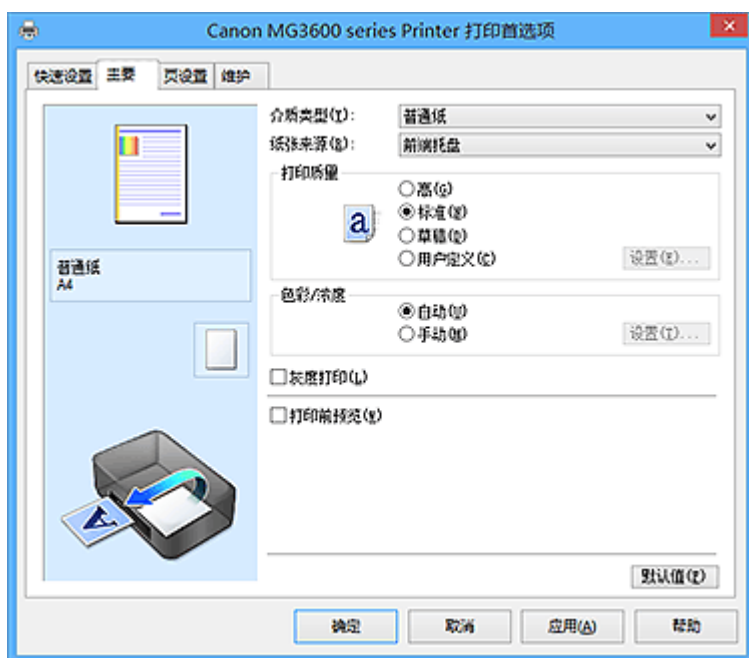 Canon MG3600 series Printer 打印首选项
快速设置 主要 页设置 维护
介质类型(Y): 普通纸
纸张来源(R): 前端托盘
打印质量
高(G)
标准(N)
草稿(D)
用户定义(C) 设置(E)...
普通纸
A4
色彩/浓度
自动(U)
手动(M) 设置(T)...
灰度打印(L)
打印前预览(K)
默认值(F)
确定 取消 应用(A) 帮助